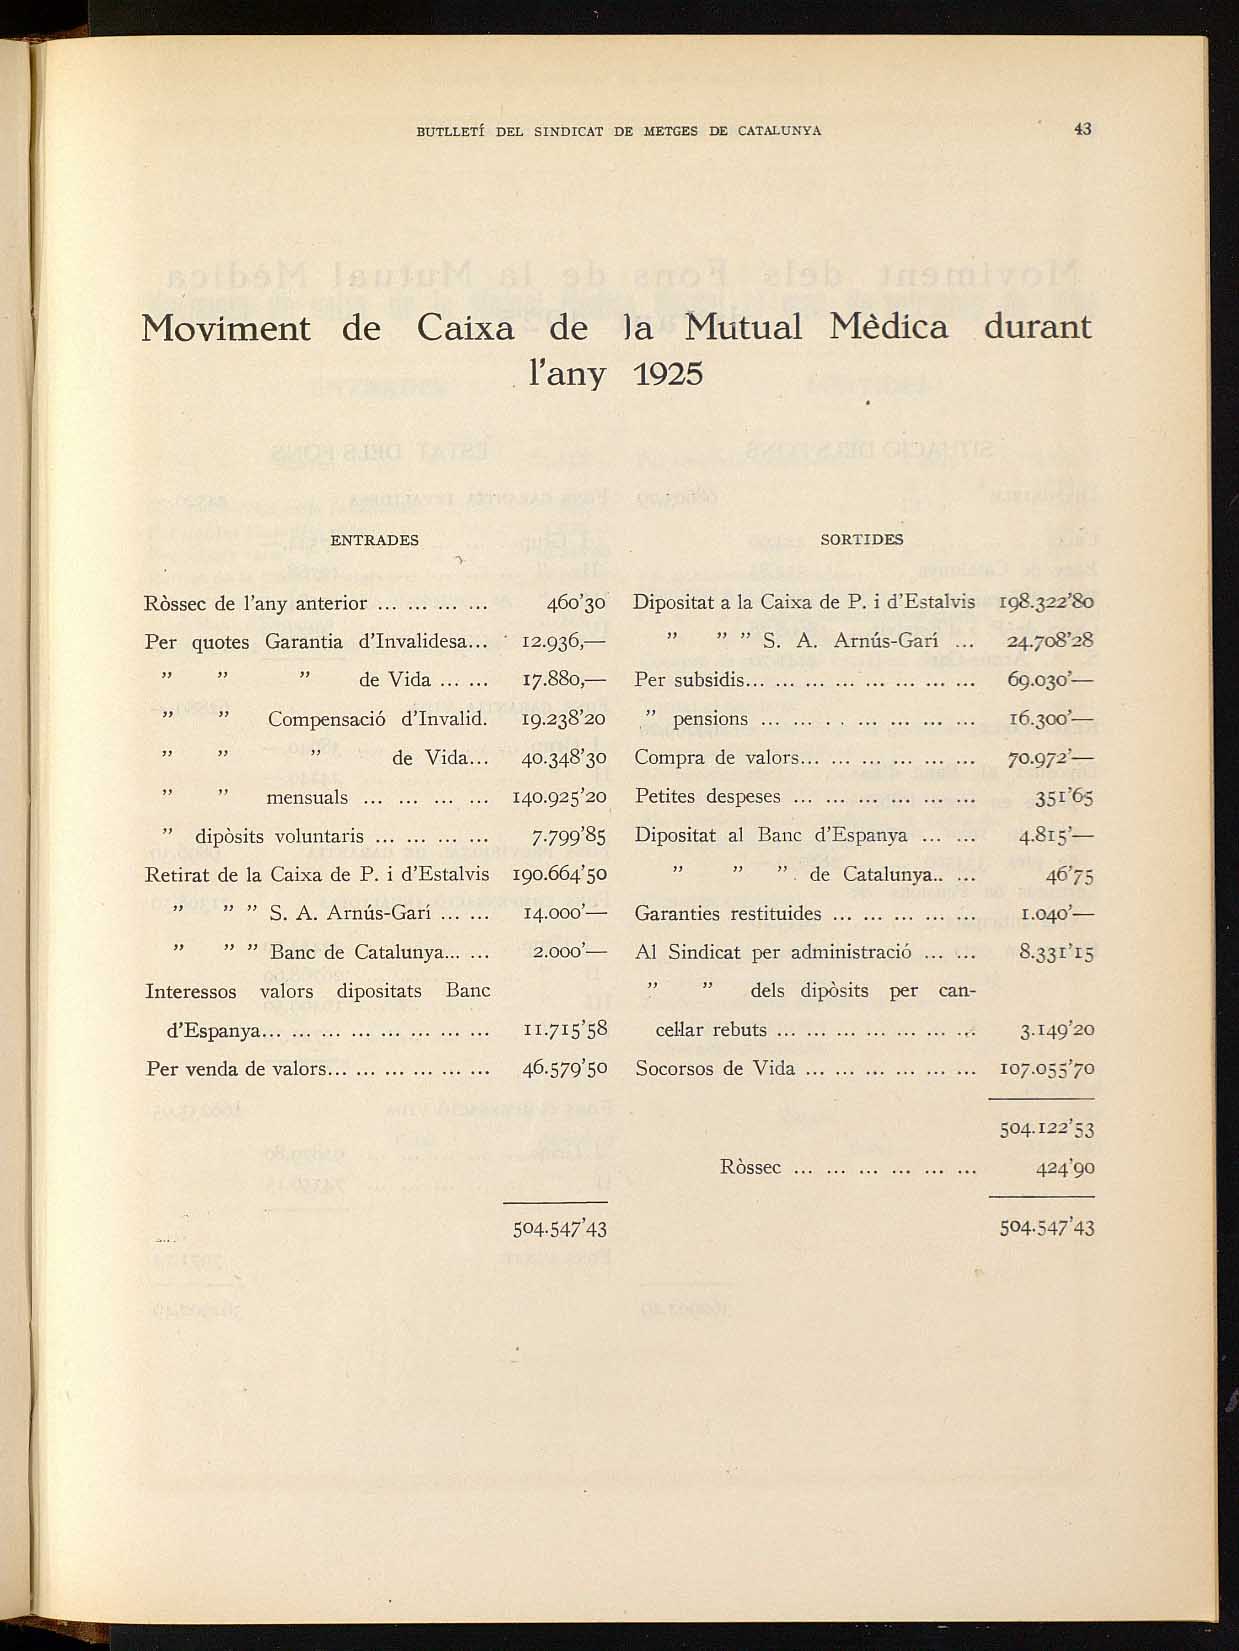 BUTLLETÍ DEL SINDICAT DE METGES DE CATALUNYA 43
Moviment de Caixa de la Mutual Mèdica durant
l'any 1925
ENTRADES
Ròssec de l'any anterior ... ... ... ... 460'30
Per quotes Garantia d'Invalidesa... 12.936,—
" " " de Vida ... ... 17.880,—
" " Compensació d'Invalid. 19.238'20
" " " de Vida... 40.348'30
" " mensuals ... ... ... ... 140.925'20
" dipòsits voluntaris ... ... ... ... 7.799'85
Retirat de la Caixa de P. i d'Estalvis 190.664'50
" " " S. A. Arnús-Garí ... ... 14.000'—
" " " Banc de Catalunya... ... 2.000'—
Interessos valors dipositats Banc
d'Espanya... ... ... ... ... ... ... ... 11.715'58
Per venda de valors... ... ... ... ... ... 46.579'50
504.547'43
SORTIDES
Dipositat a la Caixa de P. i d'Estalvis 198.322'80
" " " S. A. Arnús-Garí ... 24.708'28
Per subsidis... ... ... ... ... ... ... ... 69.030'—
" pensions ... ... . . ... ... ... ... 16.300'—
Compra de valors... ... ... ... ... ... 70.972'—
Petites despeses ... ... ... ... ... ... 351'65
Dipositat al Banc d'Espanya ... ... 4.815'—
" " " de Catalunya.. ... 46'75
Garanties restituides ... ... ... ... ... 1.040'—
Al Sindicat per administració ... ... 8.331'15
" " dels dipòsits per can-
cel·lar rebuts ... ... ... ... ... ... ... 3.149'20
Socorsos de Vida ... ... ... ... ... ... 107.055'70
504.122'53
Ròssec ... ... ... ... ... ... 424'90
504.547'43